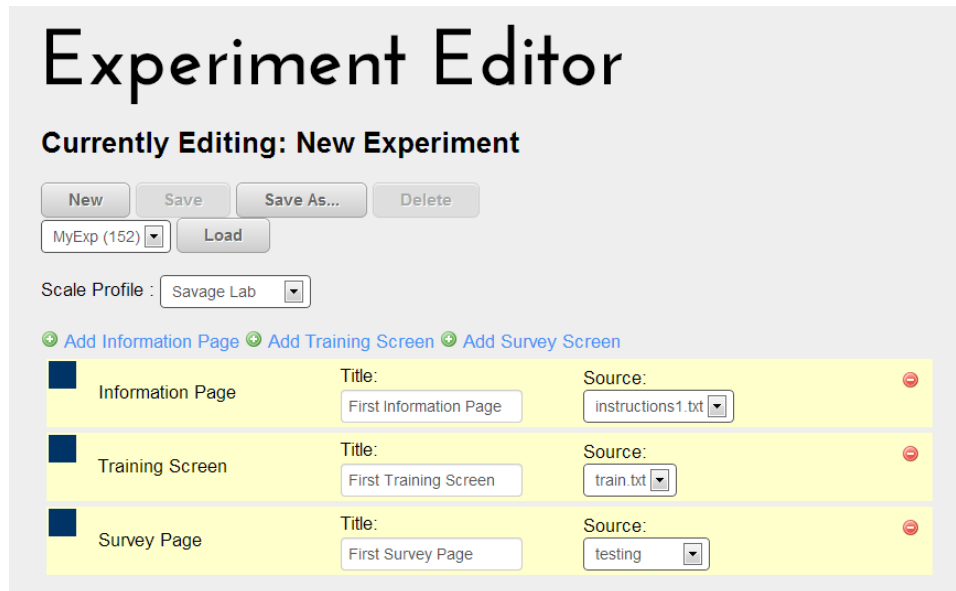 Experiment Editor
Currently Editing: New Experiment
New Save Save As... Delete
MyExp (152) Load
Scale Profile : Savage Lab
Add Information Page Add Training Screen Add Survey Screen
Information Page
Title:
First Information Page
Source:
instructions1.txt
Training Screen
Title:
First Training Screen
Source:
train.txt
Survey Page
Title:
First Survey Page
Source:
testing